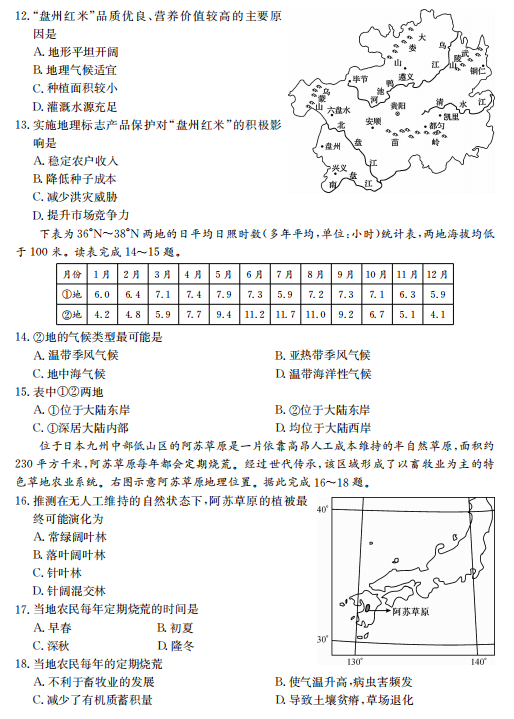 12.“盘州红米”品质优良、营养价值较高的主要原
因是
A. 地形平坦开阔
B. 地理气候适宜
C. 种植面积较小
D. 灌溉水源充足
13. 实施地理标志产品保护对“盘州红米”的积极影
响是
A. 稳定农户收入
B. 降低种子成本
C. 减少洪灾威胁
D. 提升市场竞争力
大
娄
山
乌
江
武
陵
山
铜仁
毕节
遵义
鸭
池
河
乌
蒙
山
六盘水
贵阳
清水江
凯里
北
盘
江
安顺
都匀
苗
岭
盘州
兴义
南盘江
下表为36°N～38°N两地的日平均日照时数(多年平均,单位:小时)统计表,两地海拔均低
于100米。读表完成14～15题。
月份 1月 2月 3月 4月 5月 6月 7月 8月 9月 10月 11月 12月
①地 6.0 6.4 7.1 7.4 7.9 7.3 5.9 7.2 7.3 7.1 6.3 5.9
②地 4.2 4.8 5.9 7.7 9.4 11.2 11.7 11.0 9.2 6.7 5.1 4.1
14. ②地的气候类型最可能是
A. 温带季风气候 B. 亚热带季风气候
C. 地中海气候 D. 温带海洋性气候
15. 表中①②两地
A. ①位于大陆东岸 B. ②位于大陆东岸
C. ①深居大陆内部 D. 均位于大陆西岸
位于日本九州中部低山区的阿苏草原是一片依靠高昂人工成本维持的半自然草原,面积约
230平方千米,阿苏草原每年都会定期烧荒。经过世代传承,该区域形成了以畜牧业为主的特
色草地农业系统。右图示意阿苏草原地理位置。据此完成16～18题。
16. 推测在无人工维持的自然状态下,阿苏草原的植被最
终可能演化为
A. 常绿阔叶林
B. 落叶阔叶林
C. 针叶林
D. 针阔混交林
17. 当地农民每年定期烧荒的时间是
A. 早春 B. 初夏
C. 深秋 D. 隆冬
40°
阿苏草原
30°
130° 140°
18. 当地农民每年的定期烧荒
A. 不利于畜牧业的发展 B. 使气温升高,病虫害频发
C. 减少了有机质蓄积量 D. 导致土壤贫瘠,草场退化